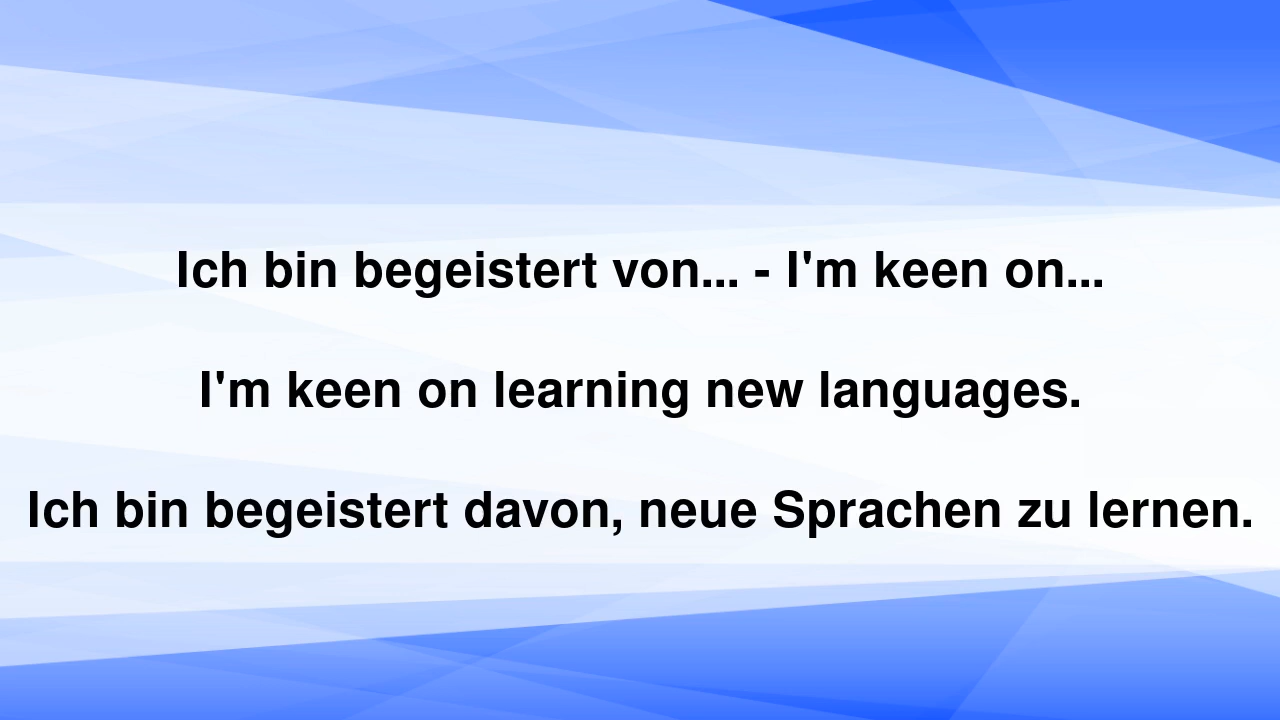 Ich bin begeistert von... - I'm keen on...
I'm keen on learning new languages.
Ich bin begeistert davon, neue Sprachen zu lernen.